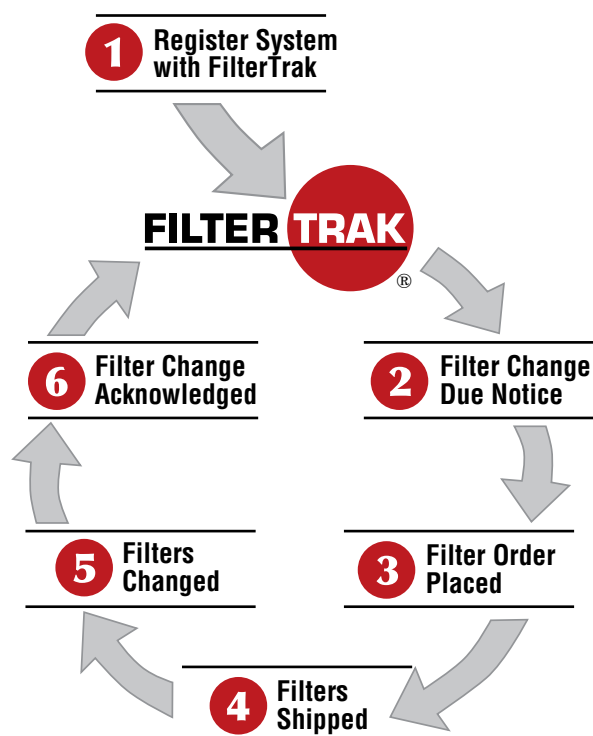 1 Register System
with FilterTrak
FILTER TRAK
®
2 Filter Change
Due Notice
3 Filter Order
Placed
4 Filters
Shipped
5 Filters
Changed
6 Filter Change
Acknowledged